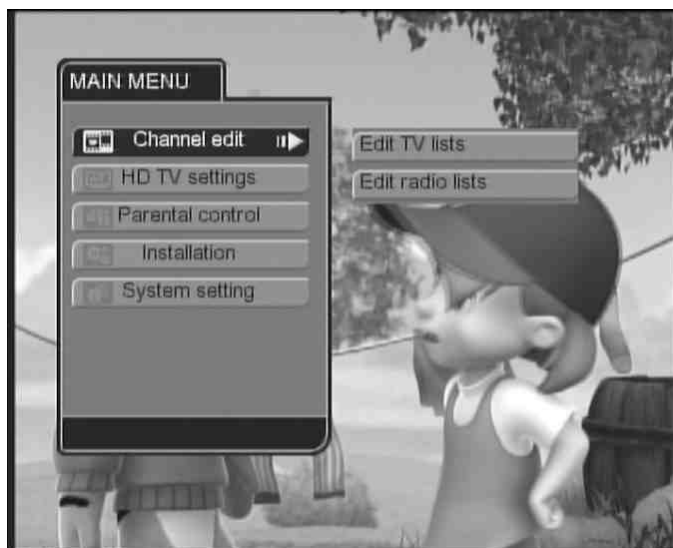 MAIN MENU
Channel edit
HD TV settings
Parental control
Installation
System setting
Edit TV lists
Edit radio lists